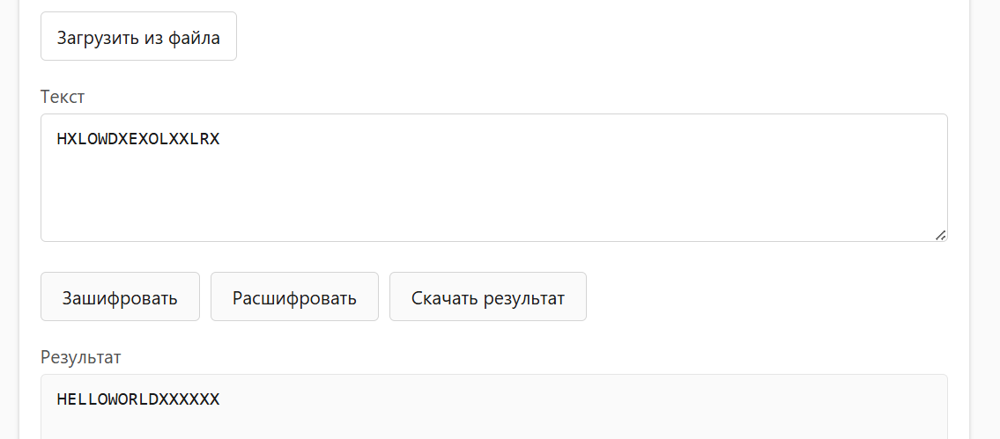 Загрузить из файла
Текст
HXLOWDXEXOLXXLRX
Зашифровать Расшифровать Скачать результат
Результат
HELLOWORLDXXXXXX